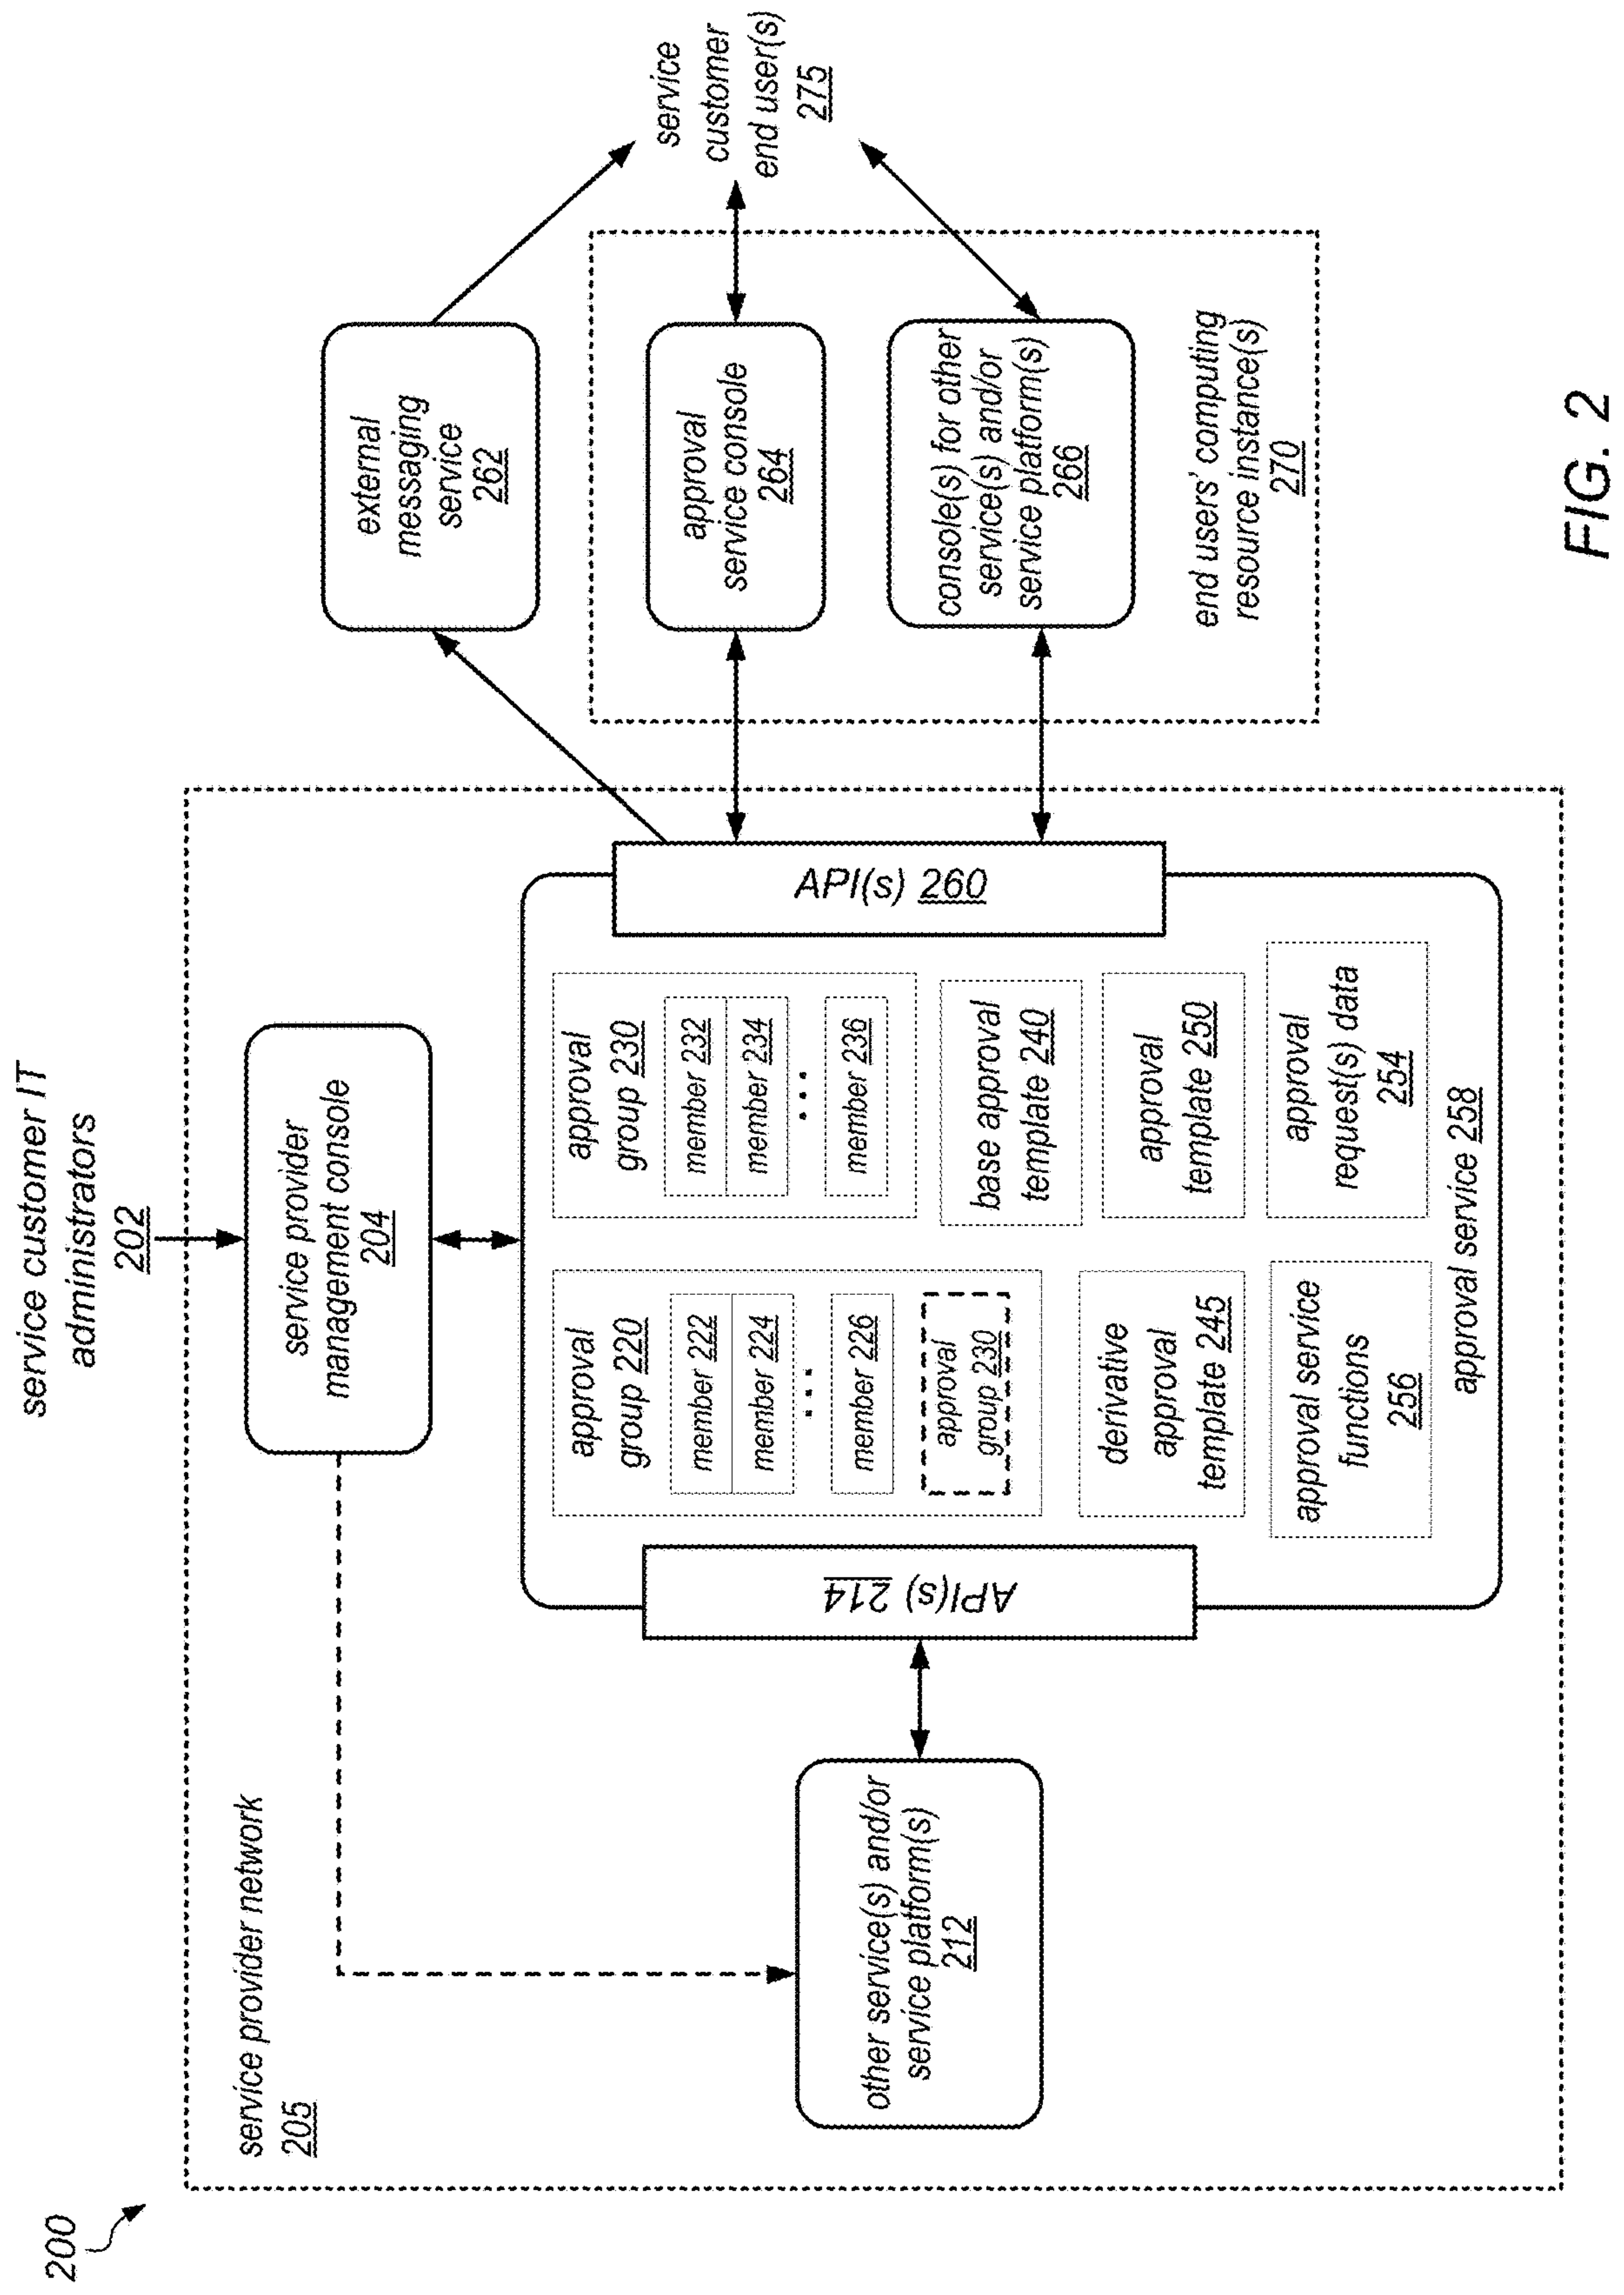 200
service customer IT
administrators
202
service provider network
205
service provider
management console
204
other service(s) and/or
service platform(s)
212
API(s) 214
approval
group 220
member 222
member 224
...
member 226
approval
group 230
approval
group 230
member 232
member 234
...
member 236
derivative
approval
template 245
base approval
template 240
approval
template 250
approval service
functions
256
approval
request(s) data
254
approval service 258
API(s) 260
external
messaging
service
262
approval
service console
264
console(s) for other
service(s) and/or
service platform(s)
266
end users' computing
resource instance(s)
270
service
customer
end user(s)
275
FIG. 2